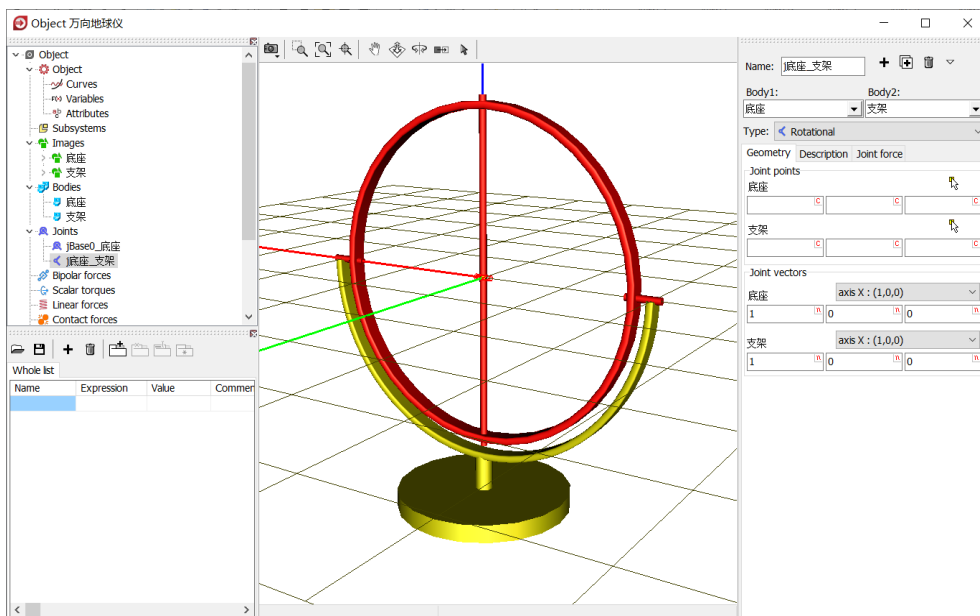 Object 万向地球仪
Object
Object
Curves
Variables
Attributes
Subsystems
Images
底座
支架
Bodies
底座
支架
Joints
jBase0_底座
j底座_支架
Bipolar forces
Scalar torques
Linear forces
Contact forces
Whole list
Name Expression Value Commen
Name: j底座_支架
Body1: Body2:
底座 支架
Type: Rotational
Geometry Description Joint force
Joint points
底座
C C C
支架
C C C
Joint vectors
底座 axis X : (1,0,0)
1 n 0 n 0 n
支架 axis X : (1,0,0)
1 n 0 n 0 n